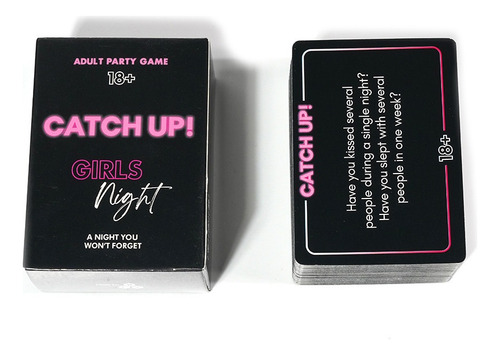 ADULT PARTY GAME
18+
CATCH UP!
GIRLS
Night
A NIGHT YOU
WON'T FORGET
CATCH UP!
Have you kissed several
people during a single night?
Have you slept with several
people in one week?
18+